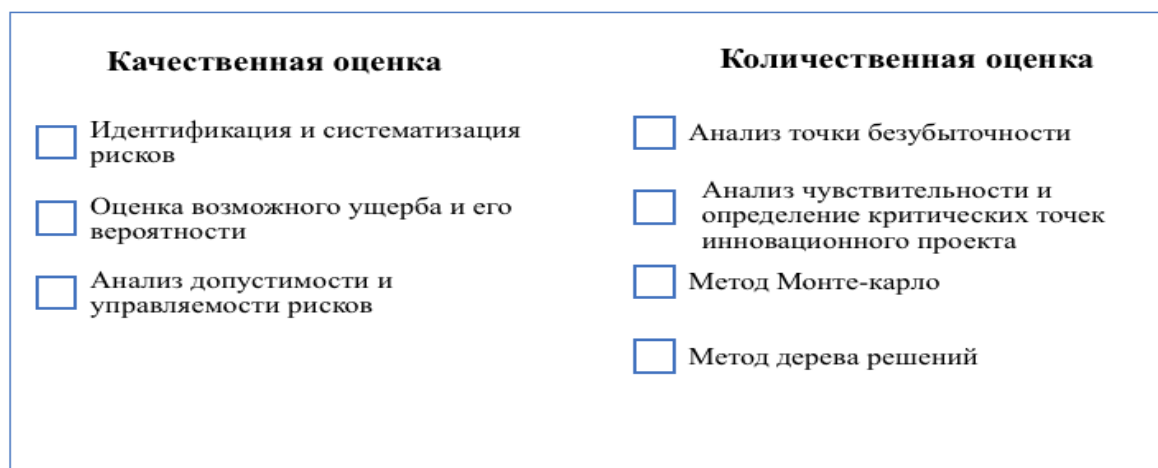 Качественная оценка
Идентификация и систематизация
рисков
Оценка возможного ущерба и его
вероятности
Анализ допустимости и
управляемости рисков
Количественная оценка
Анализ точки безубыточности
Анализ чувствительности и
определение критических точек
инновационного проекта
Метод Монте-карло
Метод дерева решений